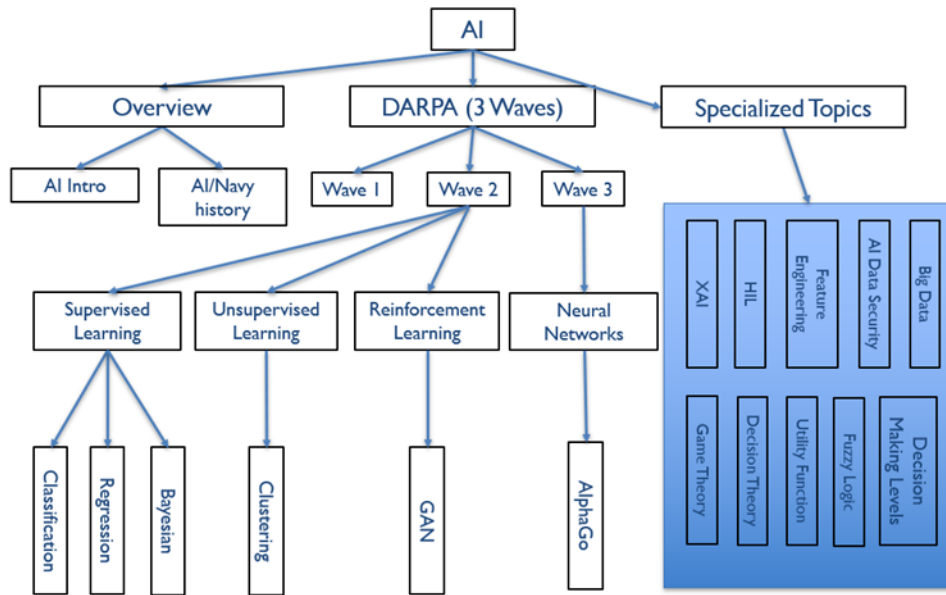 AI
Overview
DARPA (3 Waves)
Specialized Topics
AI Intro
AI/Navy
history
Wave 1
Wave 2
Wave 3
Supervised
Learning
Unsupervised
Learning
Reinforcement
Learning
Neural
Networks
Classification
Regression
Bayesian
Clustering
GAN
AlphaGo
XAI
HIL
Feature
Engineering
AI Data Security
Big Data
Game Theory
Decision Theory
Utility Function
Fuzzy Logic
Decision
Making Levels